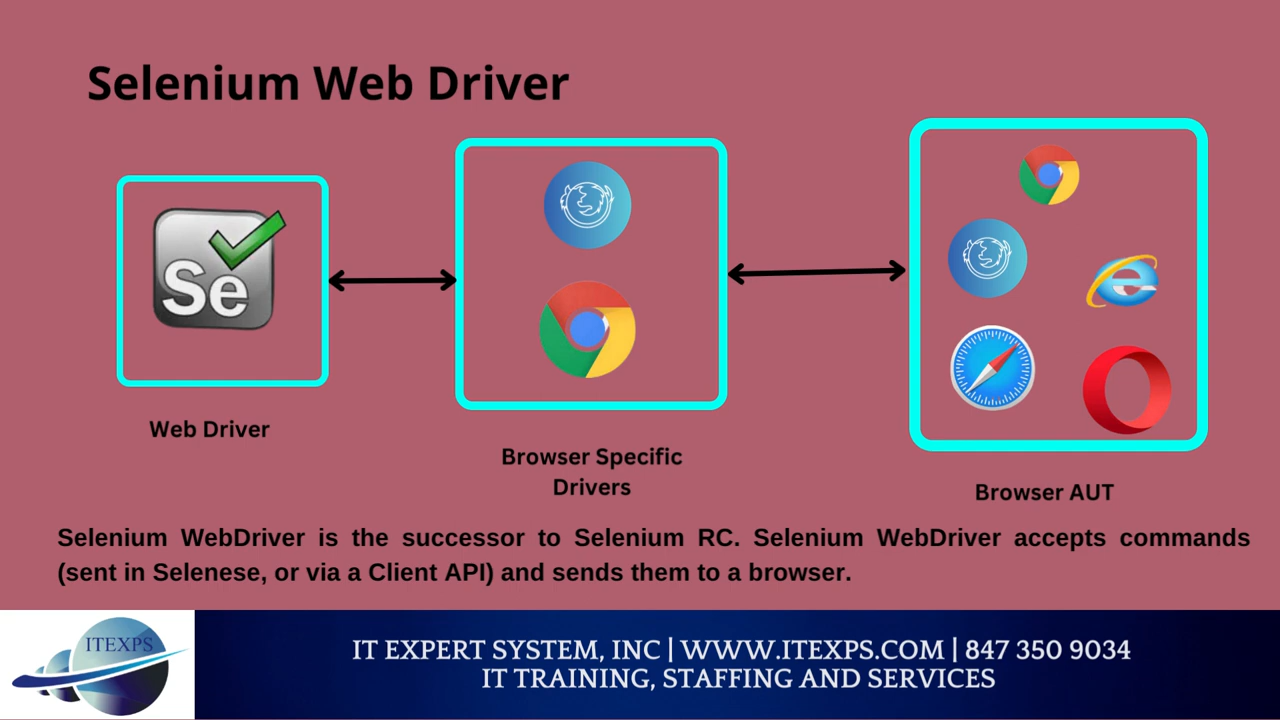 Selenium Web Driver
Se
Web Driver
Browser Specific
Drivers
Browser AUT
Selenium WebDriver is the successor to Selenium RC. Selenium WebDriver accepts commands
(sent in Selenese, or via a Client API) and sends them to a browser.
ITEXPS
IT EXPERT SYSTEM, INC | WWW.ITEXPS.COM | 847 350 9034
IT TRAINING, STAFFING AND SERVICES